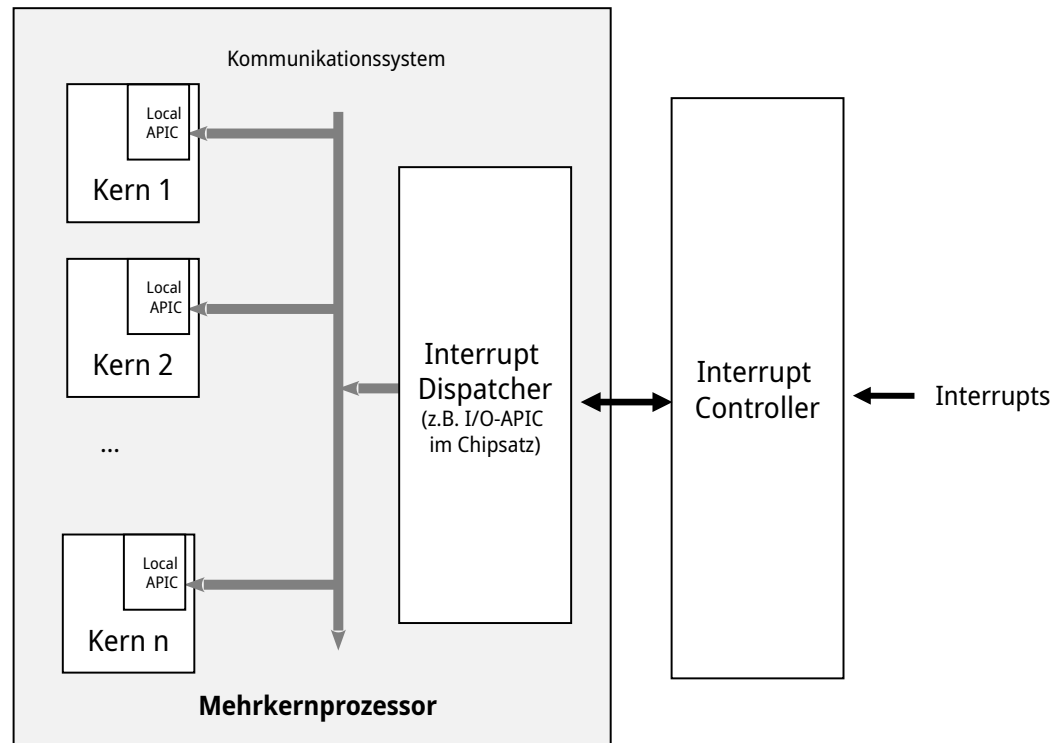 Kommunikationssystem
Local
APIC
Kern 1
Local
APIC
Kern 2
...
Local
APIC
Kern n
Interrupt
Dispatcher
(z.B. I/O-APIC
im Chipsatz)
Interrupt
Controller
Interrupts
Mehrkernprozessor